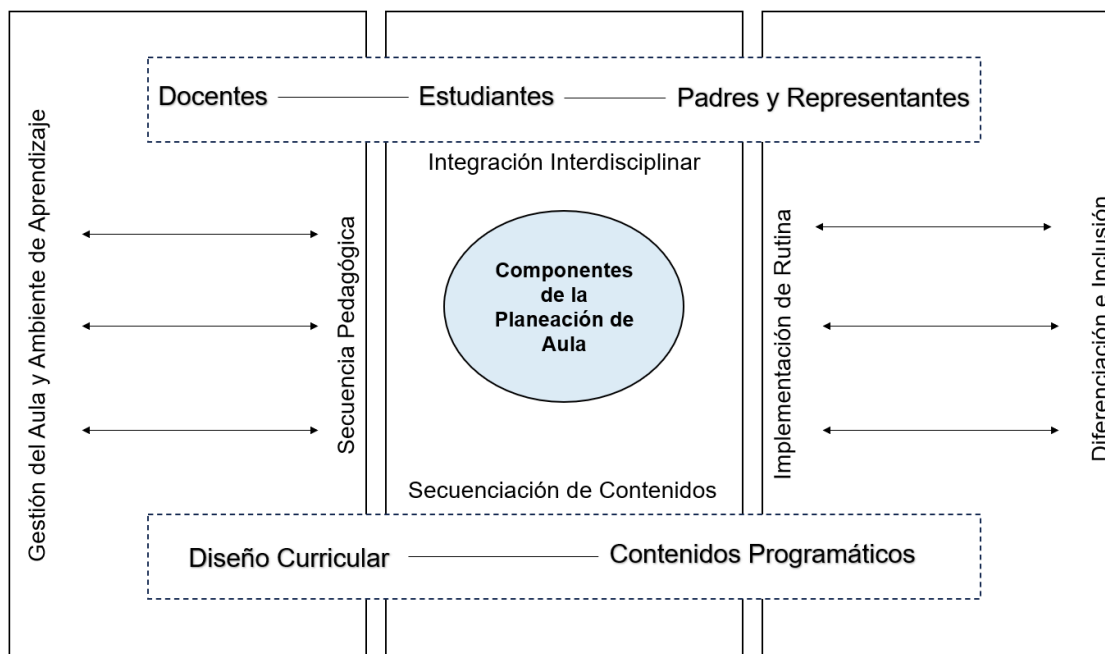 Docentes
Estudiantes
Padres y Representantes
Integración Interdisciplinar
Gestión del Aula y Ambiente de Aprendizaje
Secuencia Pedagógica
Componentes
de la
Planeación de
Aula
Implementación de Rutina
Diferenciación e Inclusión
Secuenciación de Contenidos
Diseño Curricular
Contenidos Programáticos